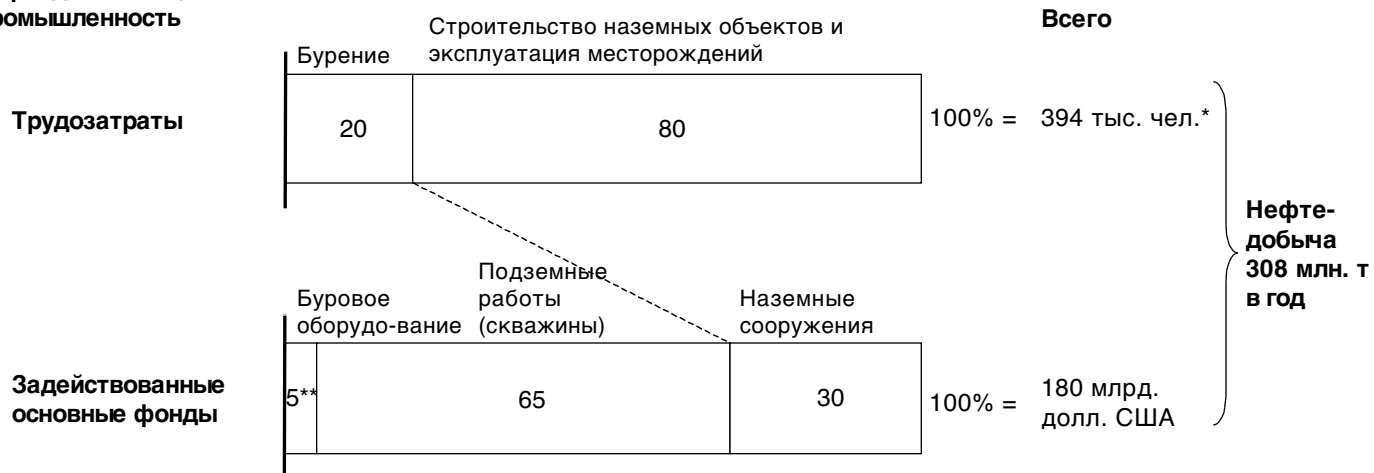 промышленность
Строительство наземных объектов и
эксплуатация месторождений
Всего
Бурение
Трудозатраты
20
80
100% =
394 тыс. чел.*
Нефте-
добыча
308 млн. т
в год
Буровое
оборудо-вание
Подземные
работы
(скважины)
Наземные
сооружения
Задействованные
основные фонды
5**
65
30
100% =
180 млрд.
долл. США